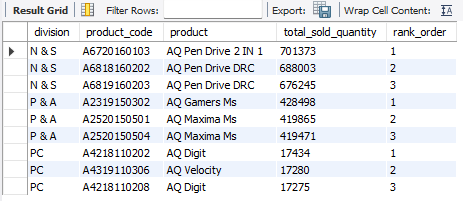 Result Grid Filter Rows: Export: Wrap Cell Content:
division product_code product total_sold_quantity rank_order
N & S A6720160103 AQ Pen Drive 2 IN 1 701373 1
N & S A6818160202 AQ Pen Drive DRC 688003 2
N & S A6819160203 AQ Pen Drive DRC 676245 3
P & A A2319150302 AQ Gamers Ms 428498 1
P & A A2520150501 AQ Maxima Ms 419865 2
P & A A2520150504 AQ Maxima Ms 419471 3
PC A4218110202 AQ Digit 17434 1
PC A4319110306 AQ Velocity 17280 2
PC A4218110208 AQ Digit 17275 3